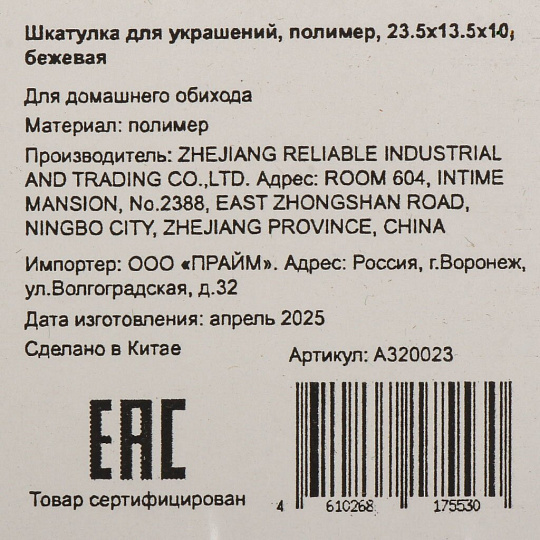 Шкатулка для украшений, полимер, 23.5х13.5х10,
бежевая
Для домашнего обихода
Материал: полимер
Производитель: ZHEJIANG RELIABLE INDUSTRIAL
AND TRADING CO.,LTD. Адрес: ROOM 604, INTIME
MANSION, No.2388, EAST ZHONGSHAN ROAD,
NINGBO CITY, ZHEJIANG PROVINCE, CHINA
Импортер: ООО «ПРАЙМ». Адрес: Россия, г.Воронеж,
ул.Волгоградская, д.32
Дата изготовления: апрель 2025
Сделано в Китае
Артикул: А320023
EAC
Товар сертифицирован
4 610268 175530